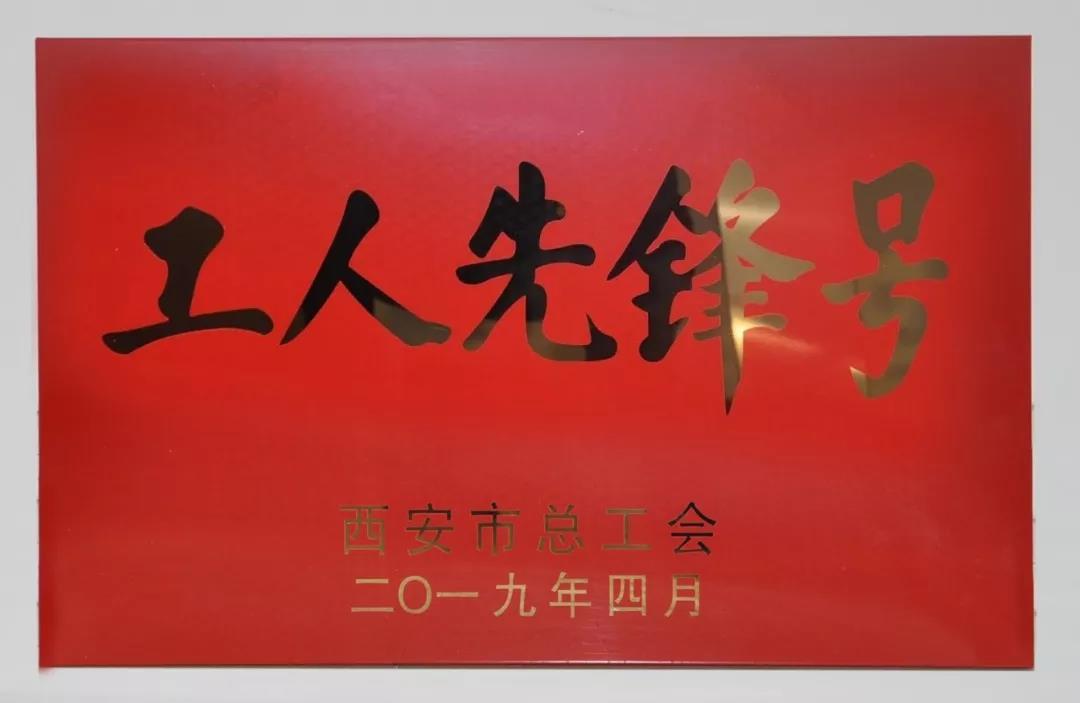 工人先锋号
西安市总工会
二〇一九年四月